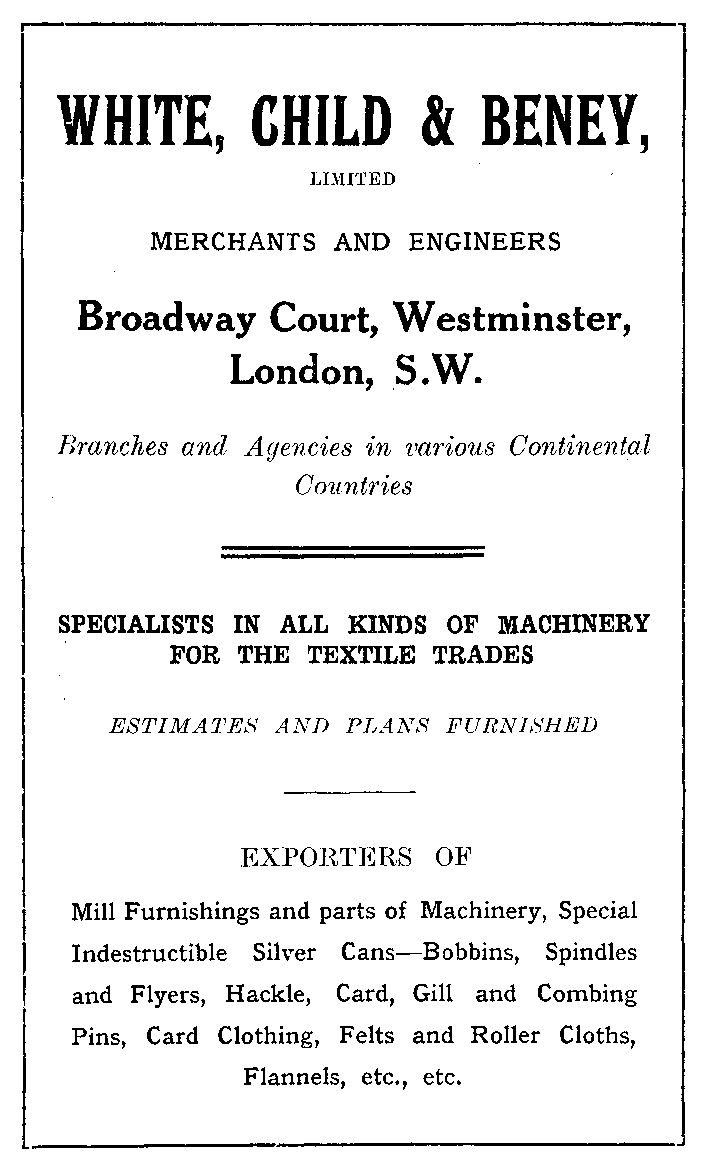 WHITE, CHILD & BENEY,
LIMITED
MERCHANTS AND ENGINEERS
Broadway Court, Westminster,
London, S.W.
Branches and Agencies in various Continental
Countries
SPECIALISTS IN ALL KINDS OF MACHINERY
FOR THE TEXTILE TRADES
ESTIMATES AND PLANS FURNISHED
EXPORTERS OF
Mill Furnishings and parts of Machinery, Special
Indestructible Silver Cans—Bobbins, Spindles
and Flyers, Hackle, Card, Gill and Combing
Pins, Card Clothing, Felts and Roller Cloths,
Flannels, etc., etc.